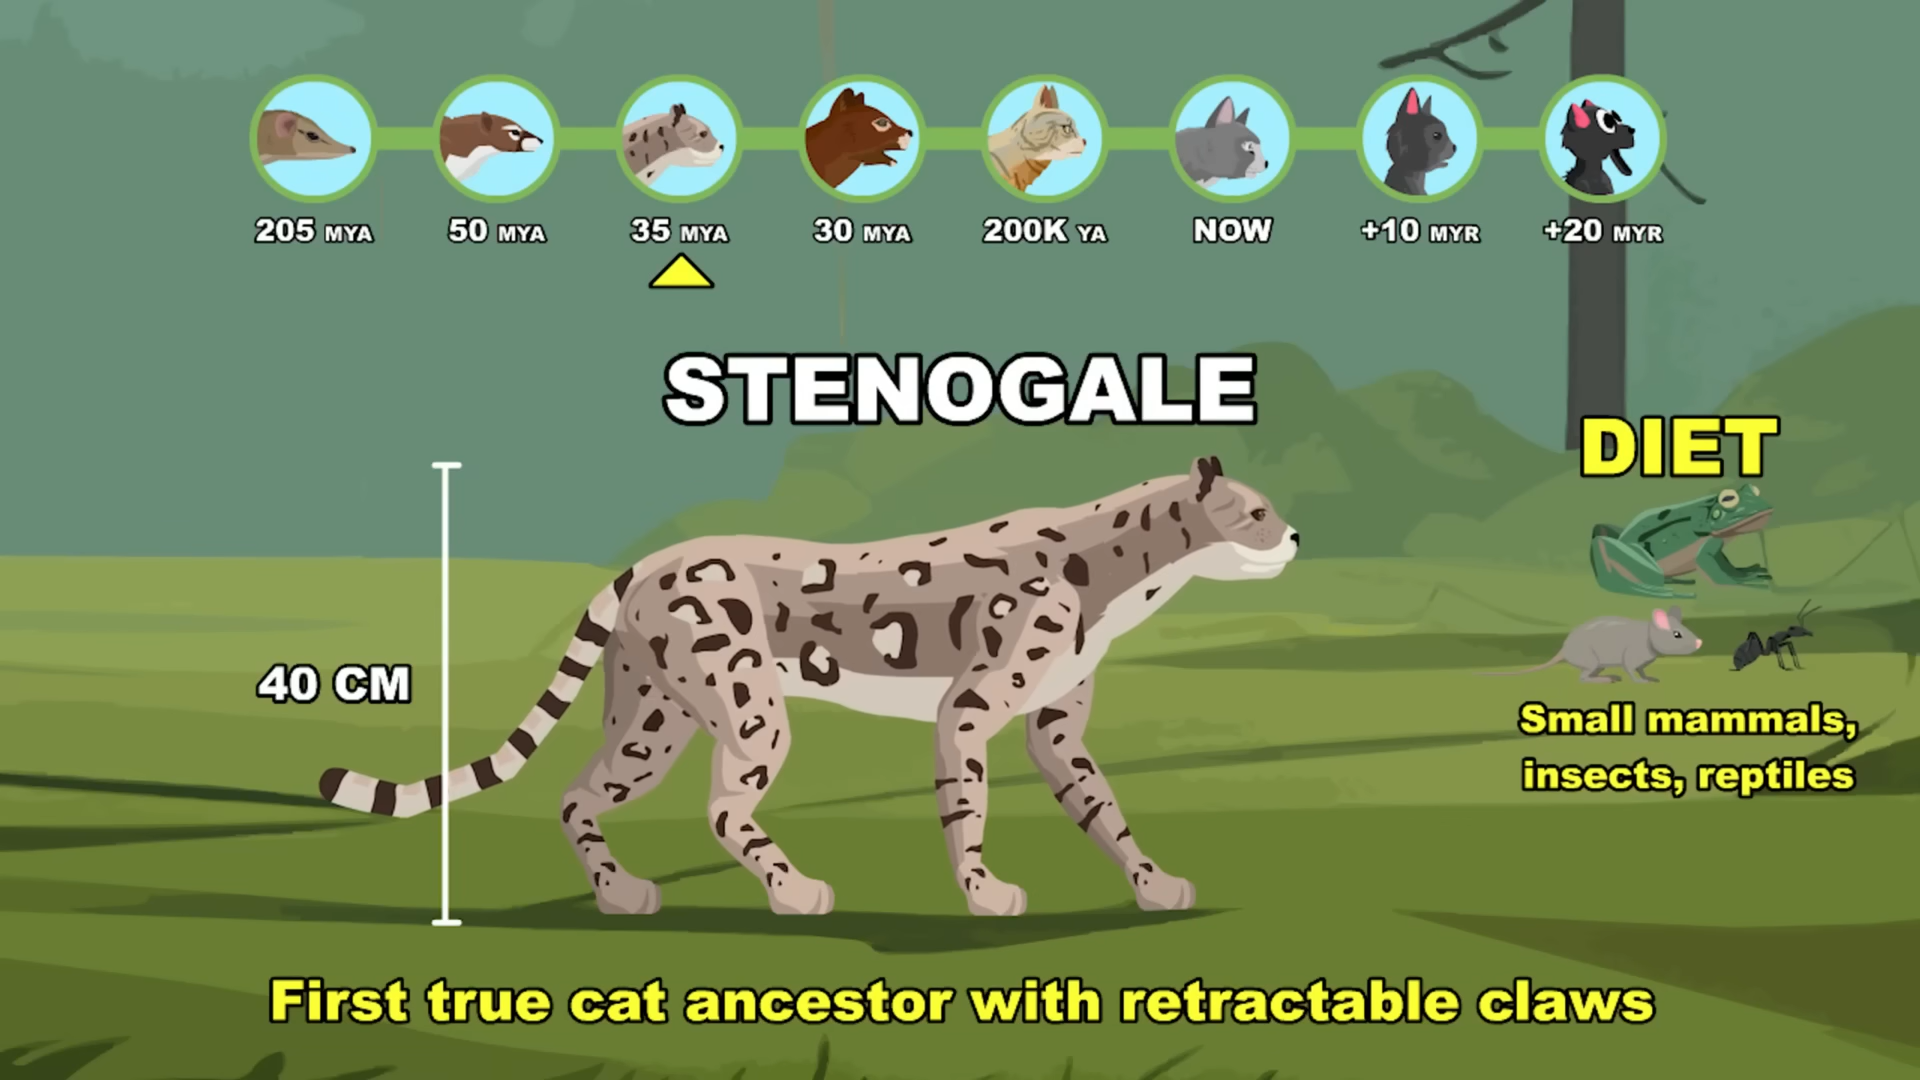 205 MYA 50 MYA 35 MYA 30 MYA 200K YA NOW +10 MYR +20 MYR
STENOGALE
DIET
40 CM
Small mammals,
insects, reptiles
First true cat ancestor with retractable claws